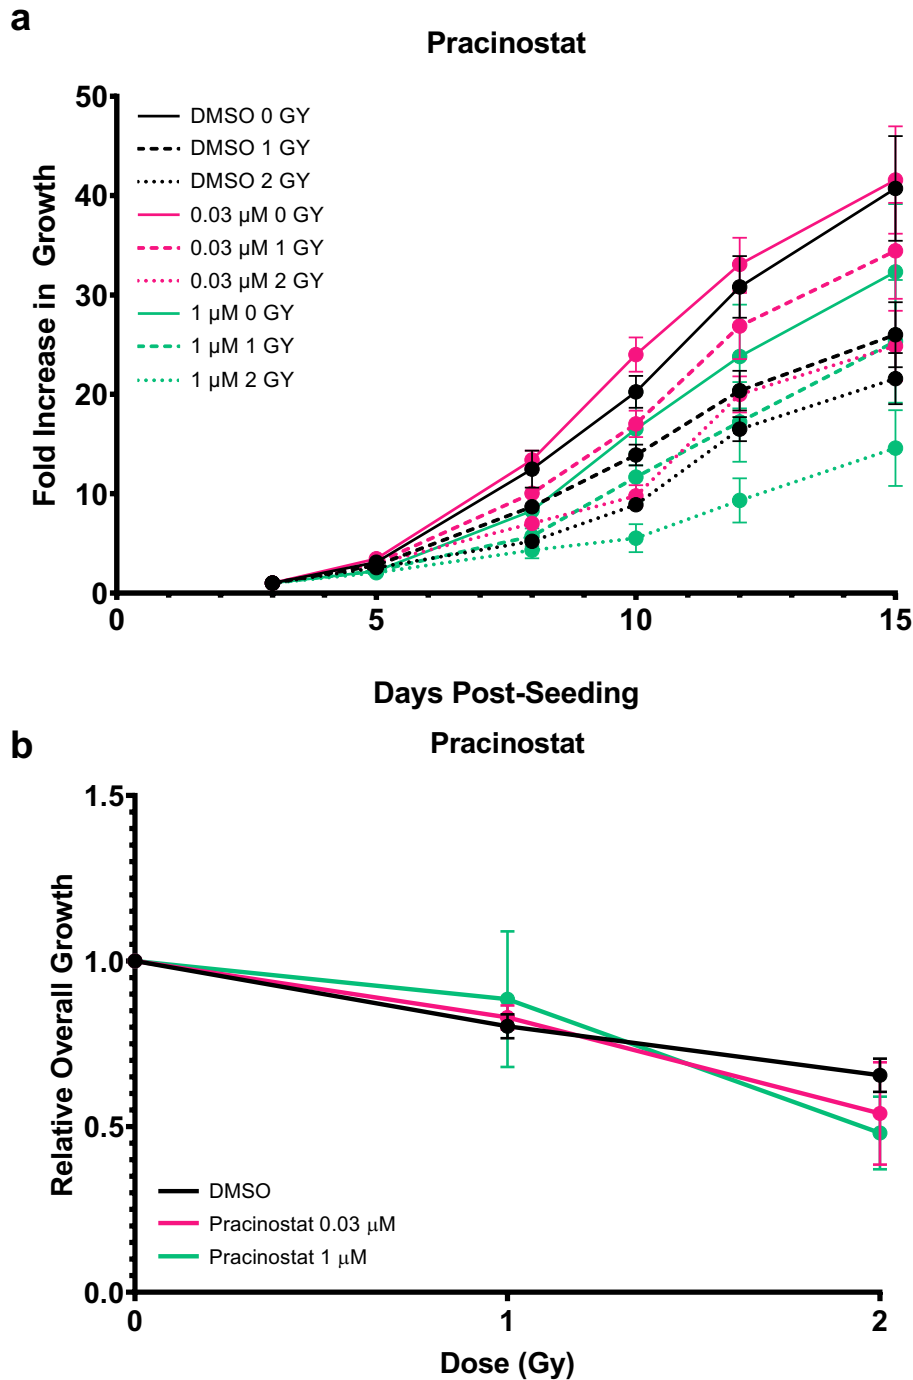 a
Pracinostat
Fold Increase in Growth
50
40
30
20
10
0
DMSO 0 GY
DMSO 1 GY
DMSO 2 GY
0.03 µM 0 GY
0.03 µM 1 GY
0.03 µM 2 GY
1 µM 0 GY
1 µM 1 GY
1 µM 2 GY
0 5 10 15
Days Post-Seeding
b
Pracinostat
Relative Overall Growth
1.5
1.0
0.5
0.0
DMSO
Pracinostat 0.03 µM
Pracinostat 1 µM
0 1 2
Dose (Gy)